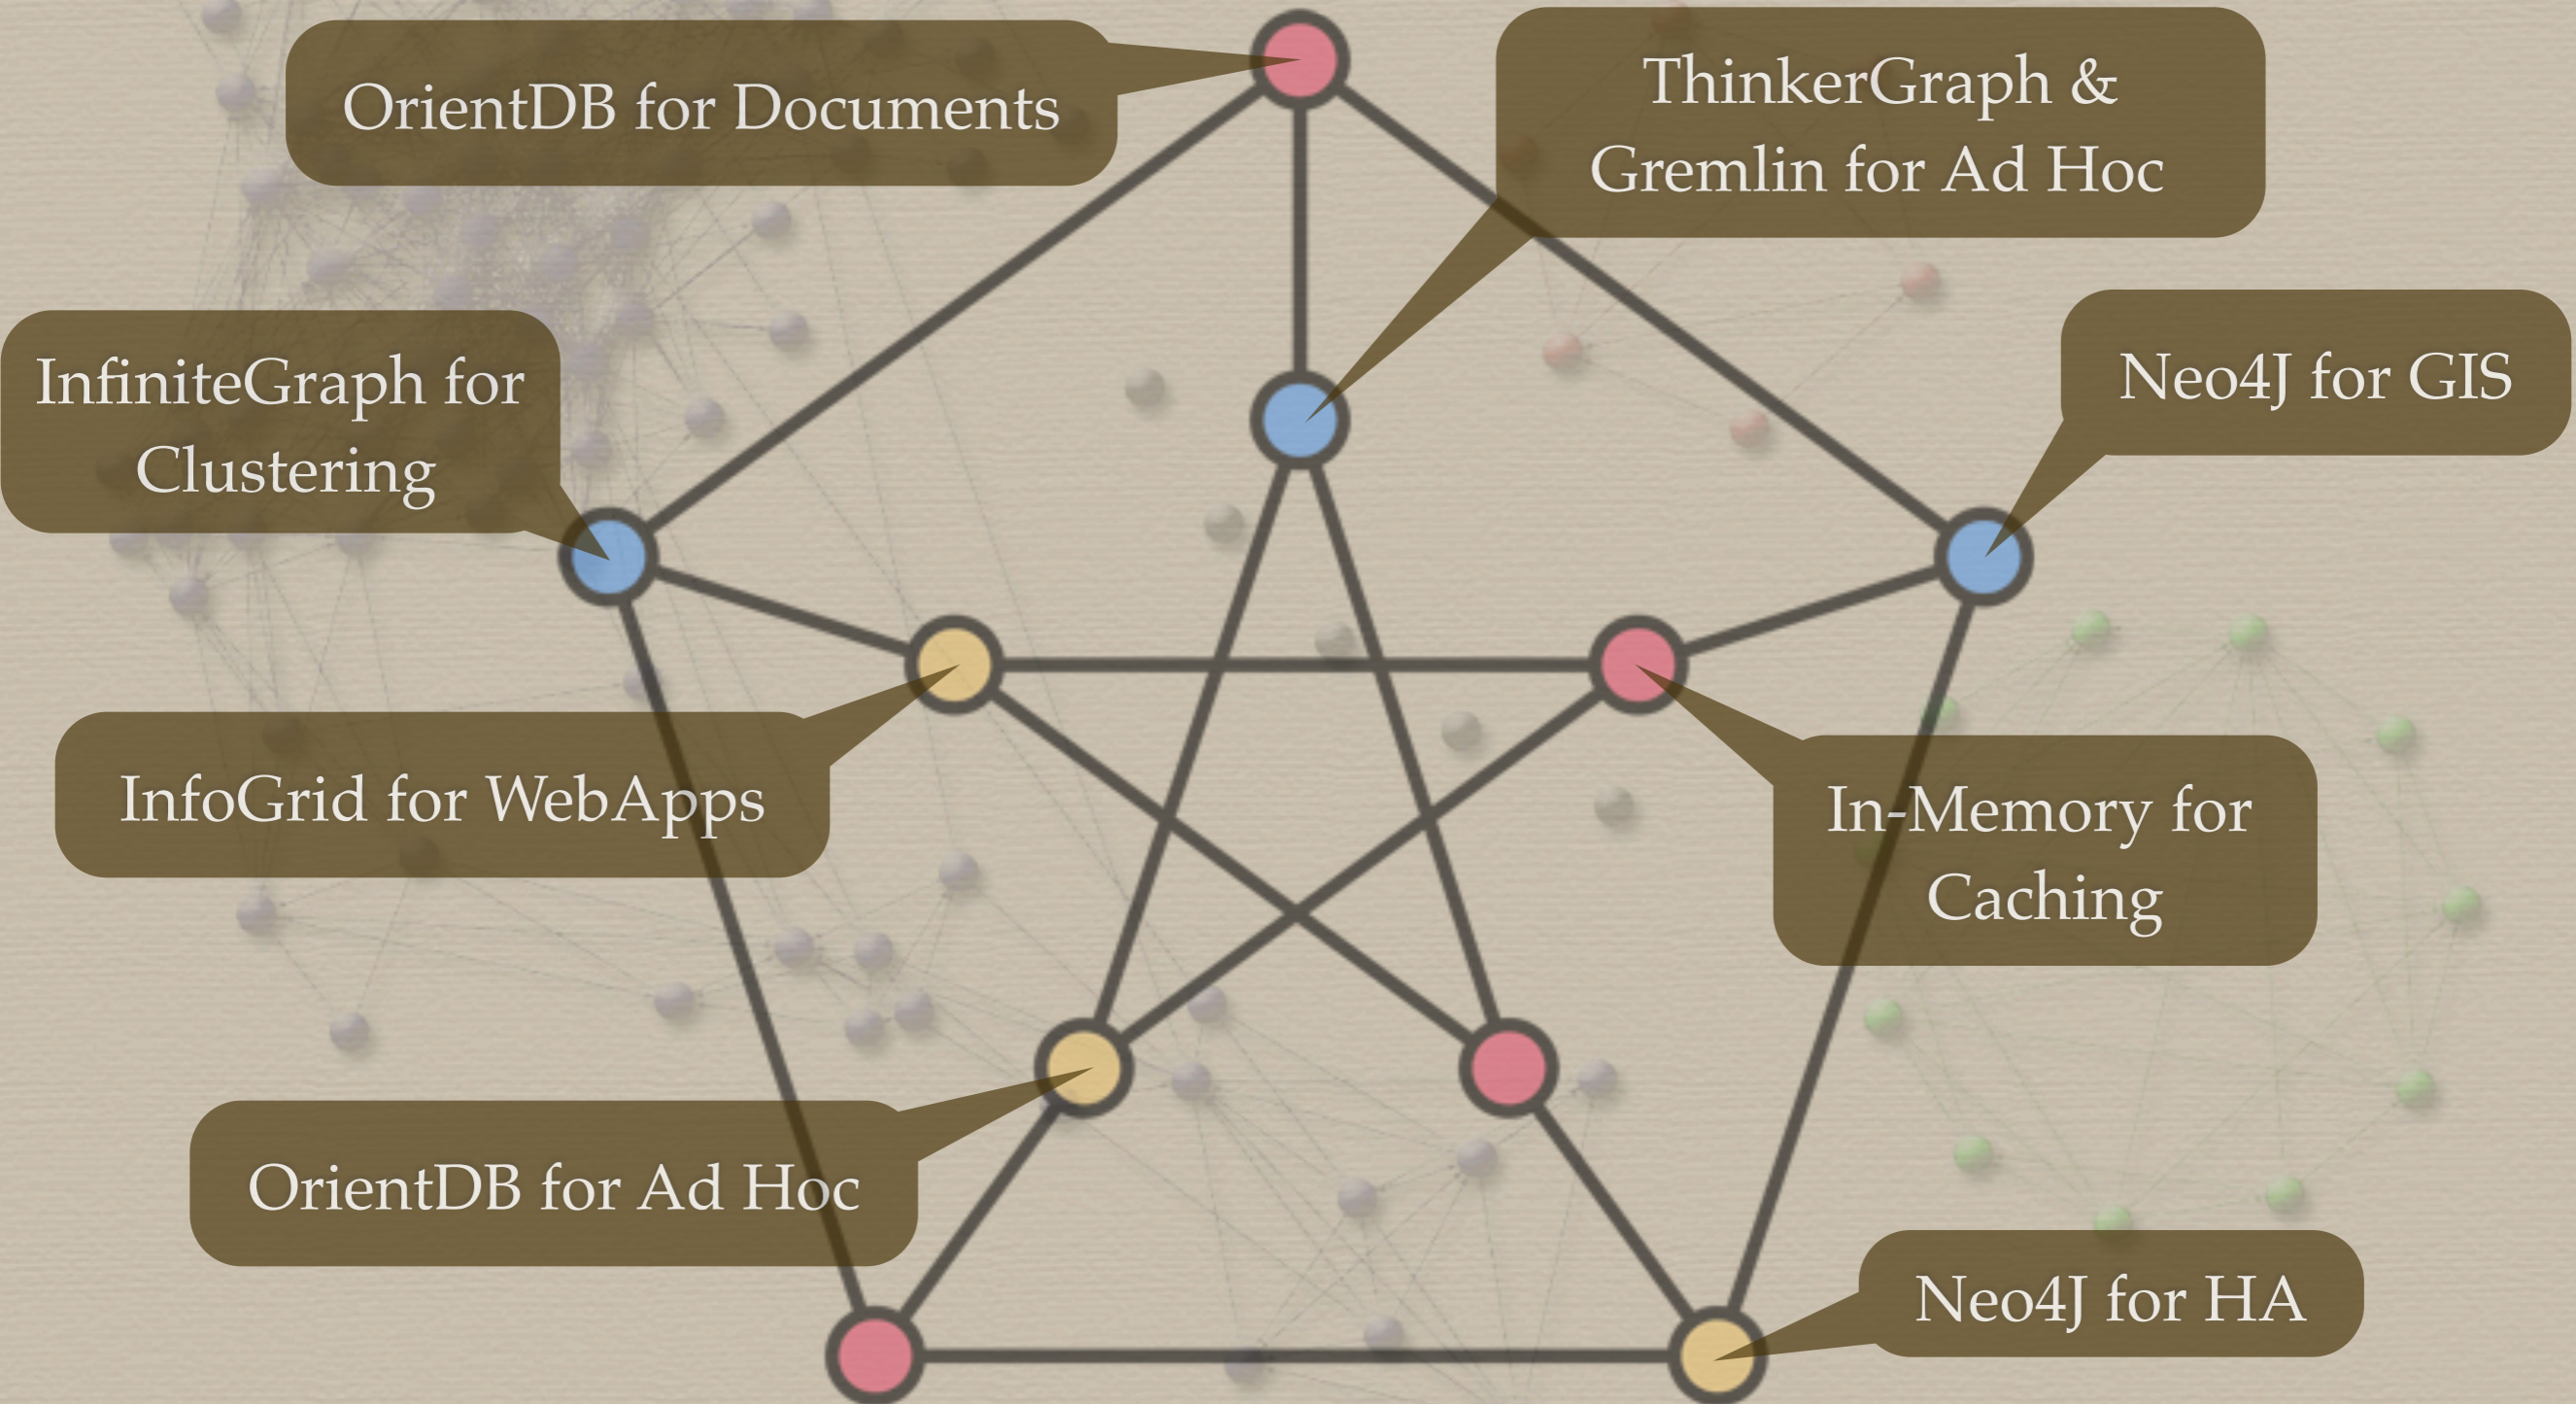 OrientDB for Documents
ThinkerGraph &
Gremlin for Ad Hoc
InfiniteGraph for
Clustering
Neo4J for GIS
InfoGrid for WebApps
In-Memory for
Caching
OrientDB for Ad Hoc
Neo4J for HA